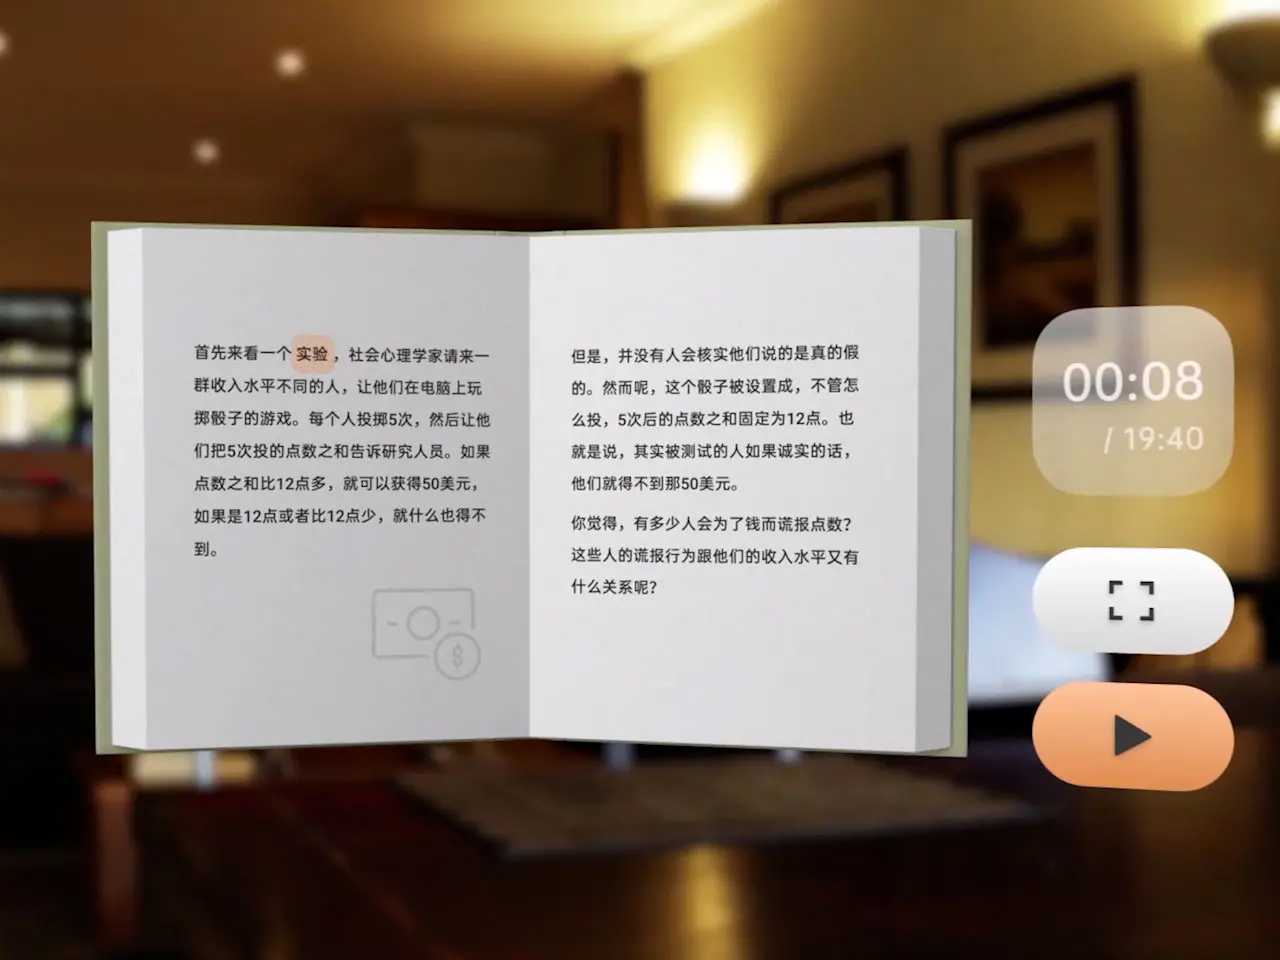 首先来看一个 实验 ，社会心理学家请来一
群收入水平不同的人，让他们在电脑上玩
掷骰子的游戏。每个人投掷5次，然后让他
们把5次投的点数之和告诉研究人员。如果
点数之和比12点多，就可以获得50美元，
如果是12点或者比12点少，就什么也得不
到。
$
但是，并没有人会核实他们说的是真的假
的。然而呢，这个骰子被设置成，不管怎
么投，5次后的点数之和固定为12点。也
就是说，其实被测试的人如果诚实的话，
他们就得不到那50美元。
你觉得，有多少人会为了钱而谎报点数？
这些人的谎报行为跟他们的收入水平又有
什么关系呢？
00:08
/ 19:40